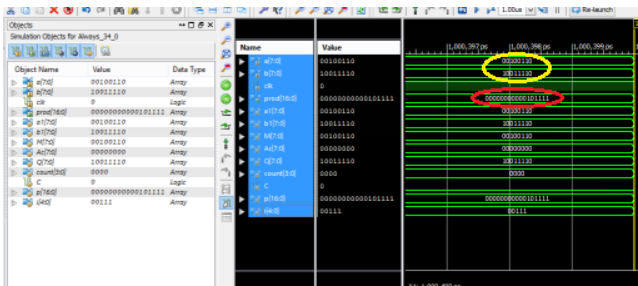 1.00us
Re-launch
Objects
Simulation Objects for Always_34_0
Object Name Value Data Type
a[7:0] 00100110 Array
b[7:0] 10011110 Array
clk 0 Logic
prod[16:0] 00000000000101111 Array
a1[7:0] 00100110 Array
b1[7:0] 10011110 Array
M[7:0] 00100110 Array
Ac[7:0] 00000000 Array
Q[7:0] 10011110 Array
count[3:0] 0000 Array
C 0 Logic
p[16:0] 00000000000101111 Array
i[4:0] 00111 Array
Name Value
a[7:0] 00100110
b[7:0] 10011110
clk 0
prod[16:0] 00000000000101111
a1[7:0] 00100110
b1[7:0] 10011110
M[7:0] 00100110
Ac[7:0] 00000000
Q[7:0] 10011110
count[3:0] 0000
C 0
p[16:0] 00000000000101111
i[4:0] 00111
1,000,397 ps 1,000,398 ps 1,000,399 ps
00100110
10011110
00000000000101111
00100110
10011110
00100110
00000000
10011110
0000
00000000000101111
00111